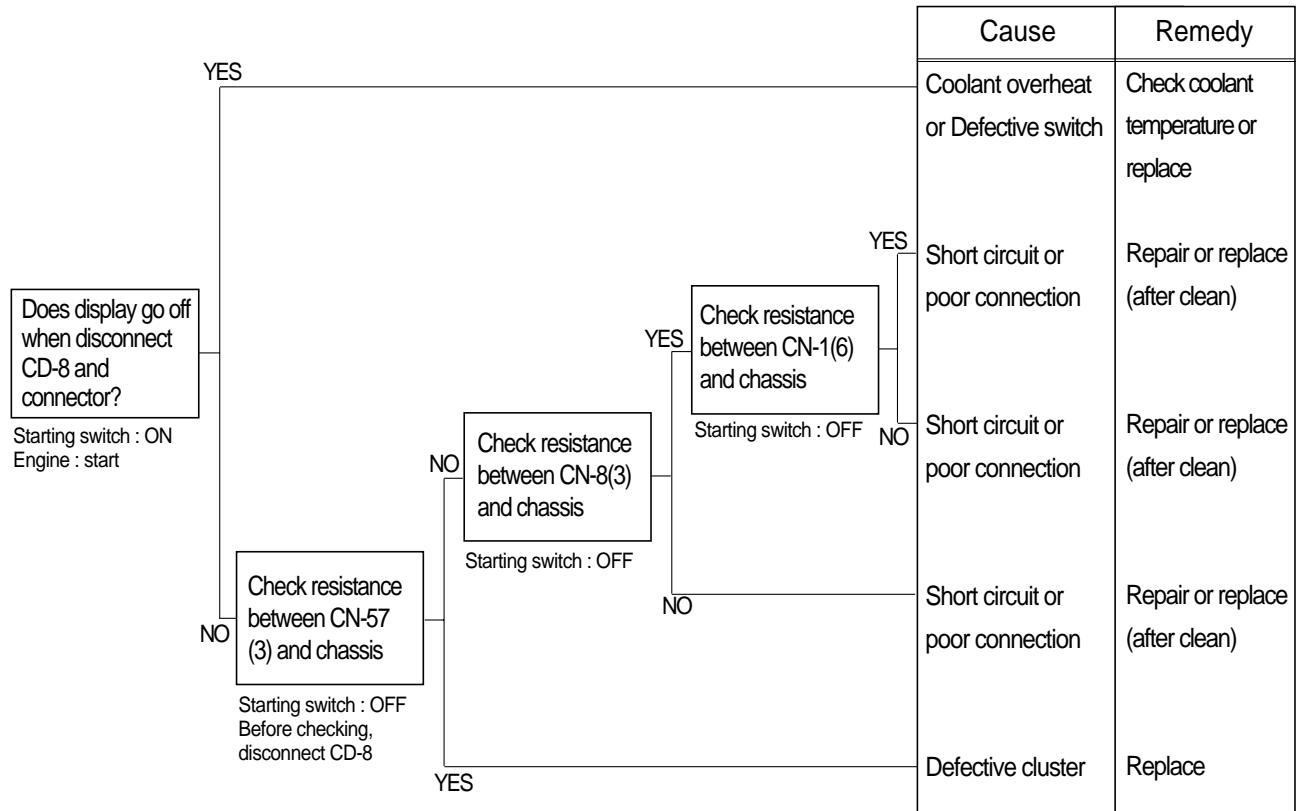 Cause
Remedy
YES
Coolant overheat
or Defective switch
Check coolant
temperature or
replace
YES
Short circuit or
poor connection
Repair or replace
(after clean)
Does display go off
when disconnect
CD-8 and
connector?
Starting switch : ON
Engine : start
YES
Check resistance
between CN-1(6)
and chassis
Starting switch : OFF
NO
Short circuit or
poor connection
Repair or replace
(after clean)
NO
Check resistance
between CN-8(3)
and chassis
Starting switch : OFF
NO
Short circuit or
poor connection
Repair or replace
(after clean)
NO
Check resistance
between CN-57
(3) and chassis
Starting switch : OFF
Before checking,
disconnect CD-8
YES
Defective cluster
Replace